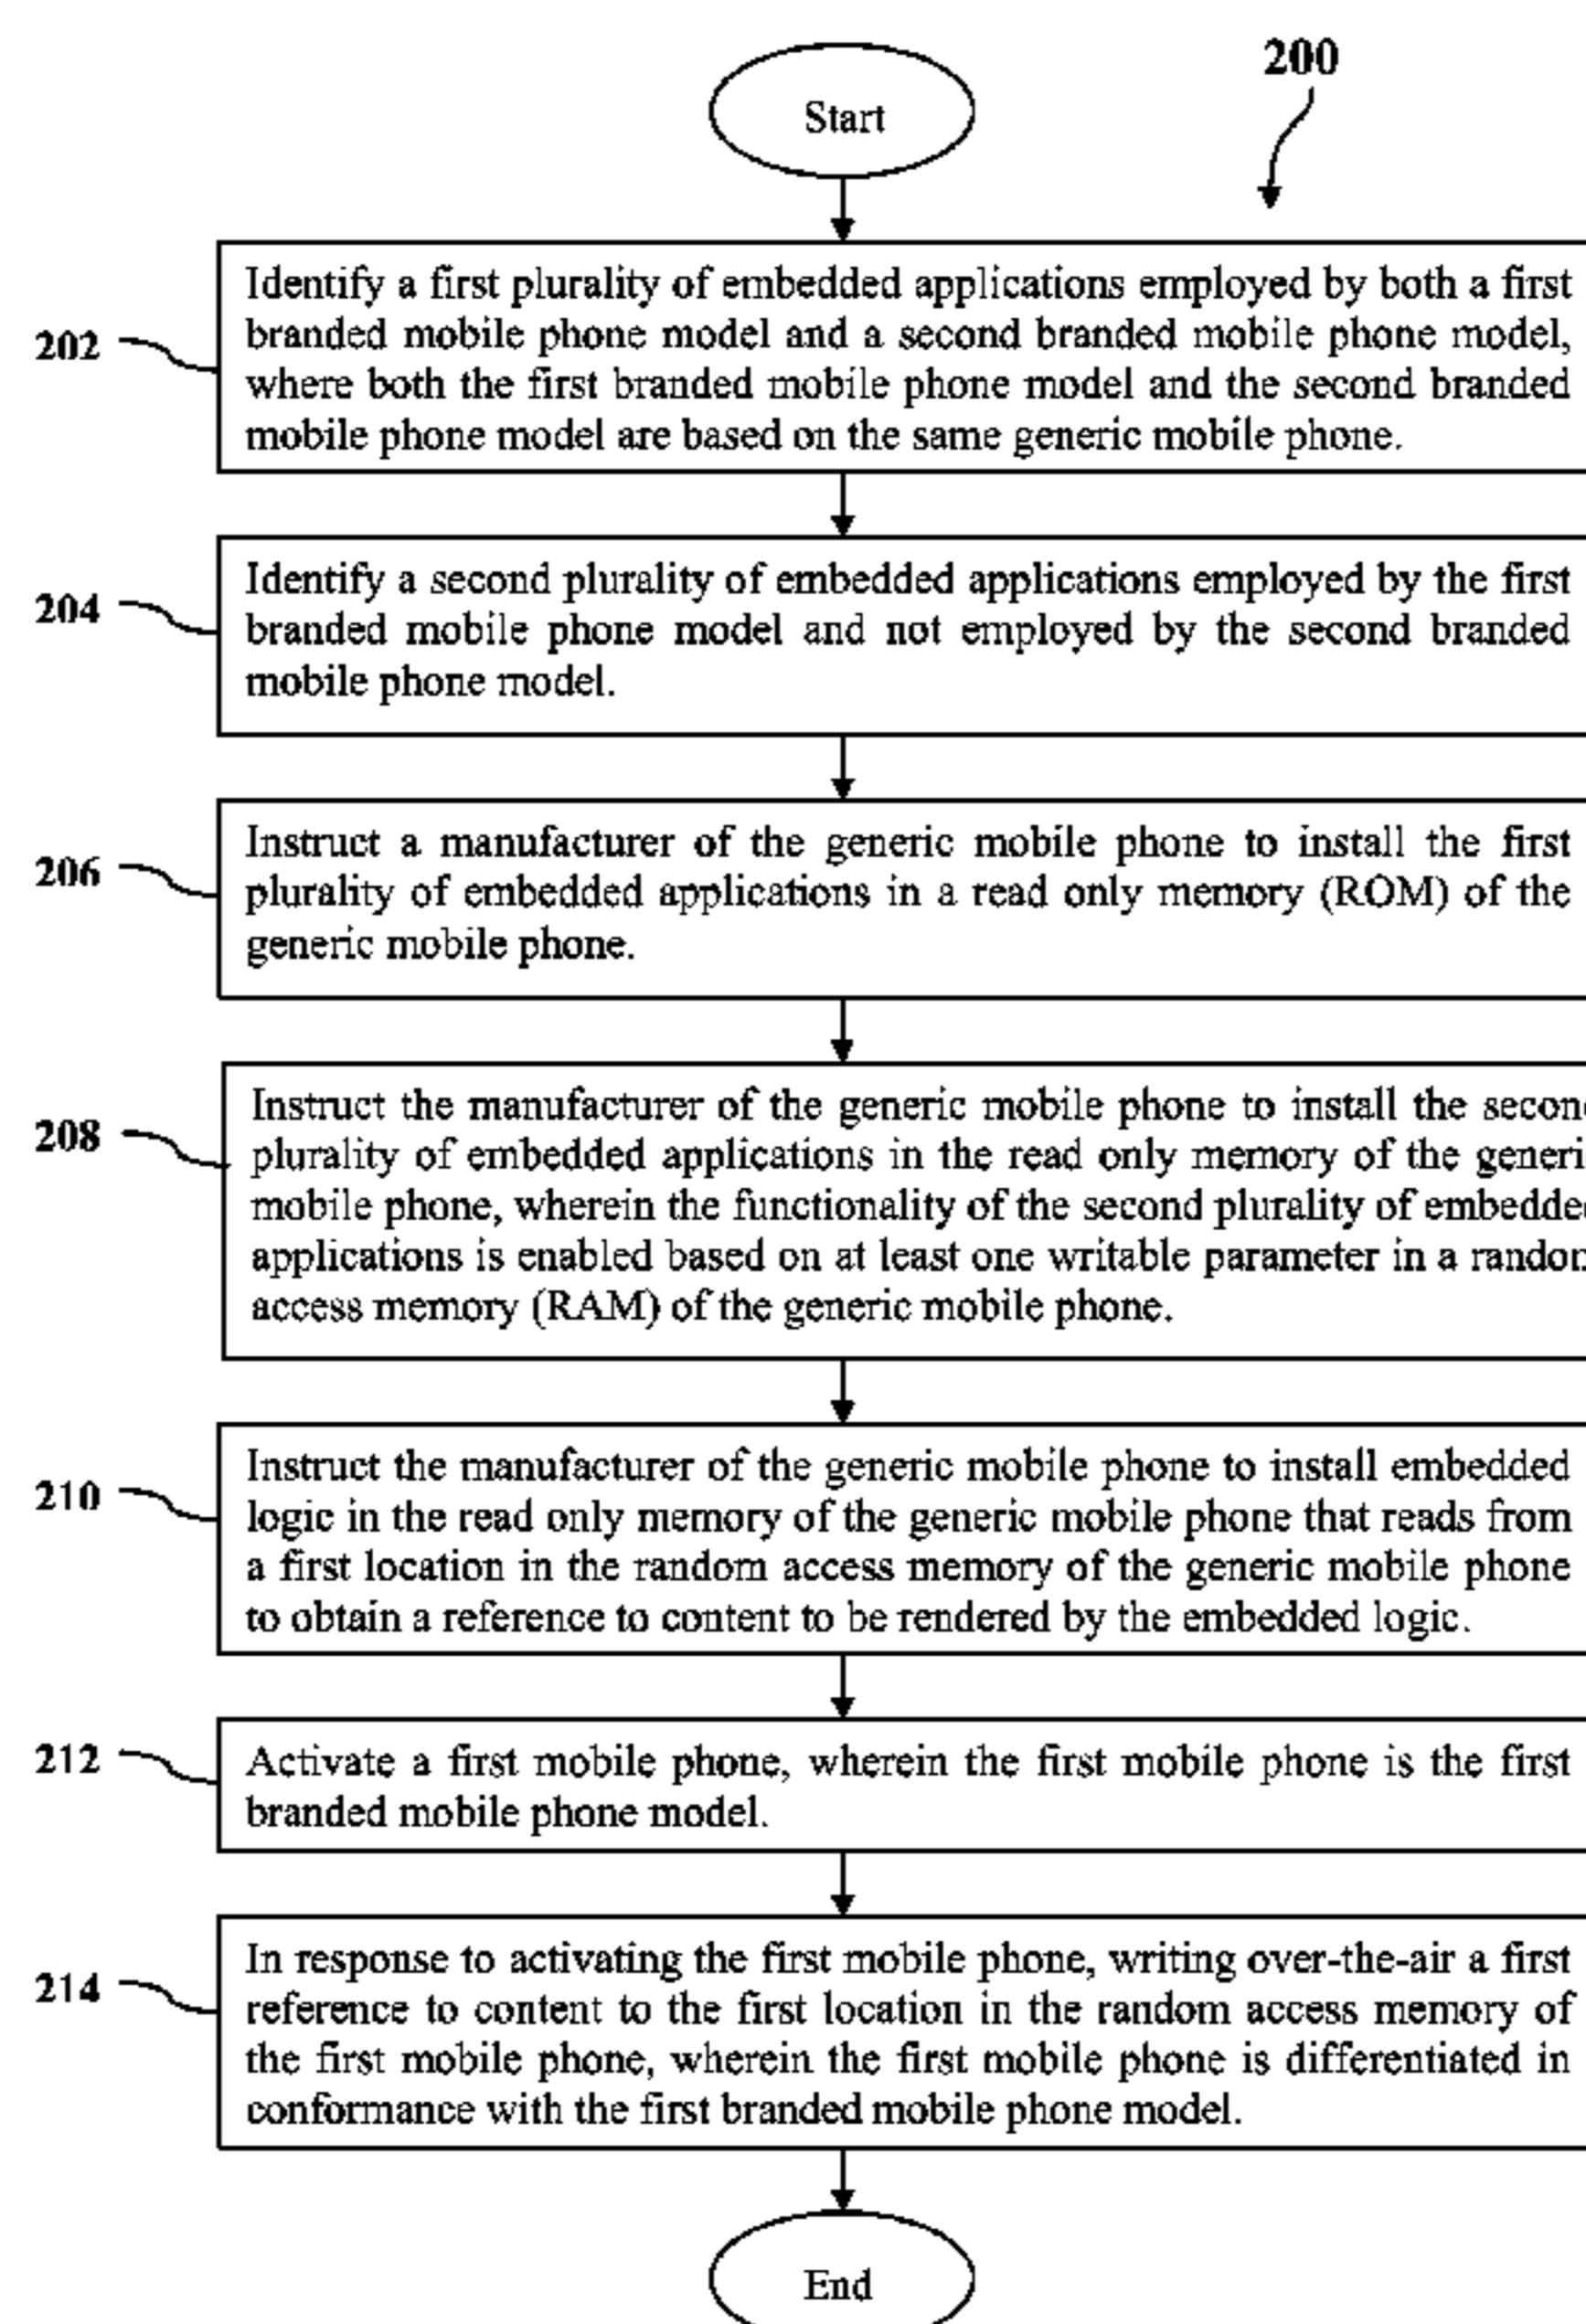 200
Start
202
Identify a first plurality of embedded applications employed by both a first
branded mobile phone model and a second branded mobile phone model,
where both the first branded mobile phone model and the second branded
mobile phone model are based on the same generic mobile phone.
204
Identify a second plurality of embedded applications employed by the first
branded mobile phone model and not employed by the second branded
mobile phone model.
206
Instruct a manufacturer of the generic mobile phone to install the first
plurality of embedded applications in a read only memory (ROM) of the
generic mobile phone.
208
Instruct the manufacturer of the generic mobile phone to install the second
plurality of embedded applications in the read only memory of the generic
mobile phone, wherein the functionality of the second plurality of embedded
applications is enabled based on at least one writable parameter in a random
access memory (RAM) of the generic mobile phone.
210
Instruct the manufacturer of the generic mobile phone to install embedded
logic in the read only memory of the generic mobile phone that reads from
a first location in the random access memory of the generic mobile phone
to obtain a reference to content to be rendered by the embedded logic.
212
Activate a first mobile phone, wherein the first mobile phone is the first
branded mobile phone model.
214
In response to activating the first mobile phone, writing over-the-air a first
reference to content to the first location in the random access memory of
the first mobile phone, wherein the first mobile phone is differentiated in
conformance with the first branded mobile phone model.
End